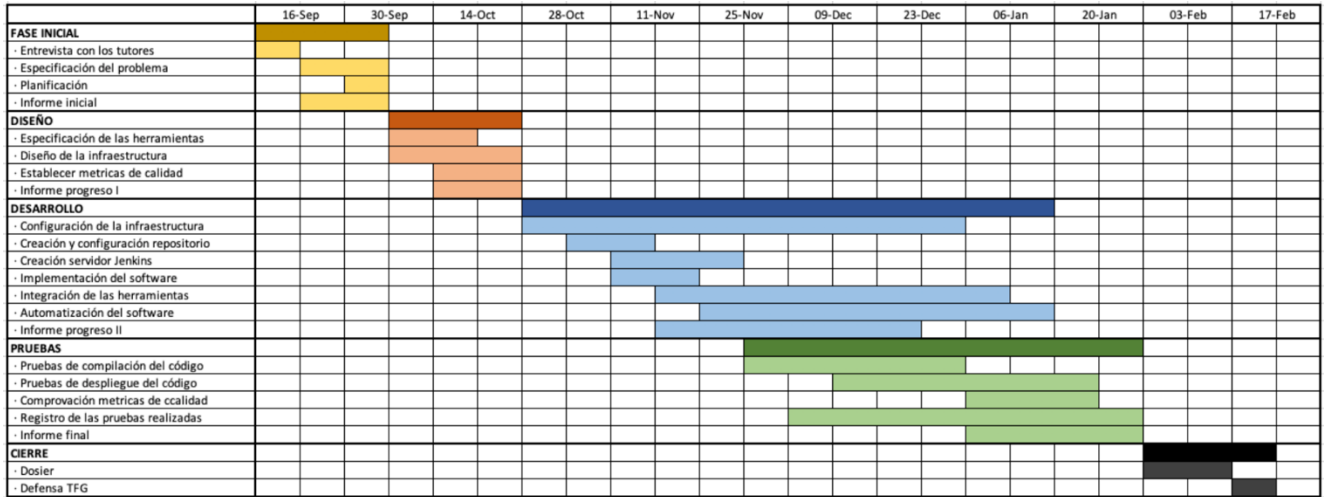 16-Sep 30-Sep 14-Oct 28-Oct 11-Nov 25-Nov 09-Dec 23-Dec 06-Jan 20-Jan 03-Feb 17-Feb
FASE INICIAL
· Entrevista con los tutores
· Especificación del problema
· Planificación
· Informe inicial
DISEÑO
· Especificación de las herramientas
· Diseño de la infraestructura
· Establecer metricas de calidad
· Informe progreso I
DESARROLLO
· Configuración de la infraestructura
· Creación y configuración repositorio
· Creación servidor Jenkins
· Implementación del software
· Integración de las herramientas
· Automatización del software
· Informe progreso II
PRUEBAS
· Pruebas de compilación del código
· Pruebas de despliegue del código
· Comprovación metricas de ccalidad
· Registro de las pruebas realizadas
· Informe final
CIERRE
· Dosier
· Defensa TFG